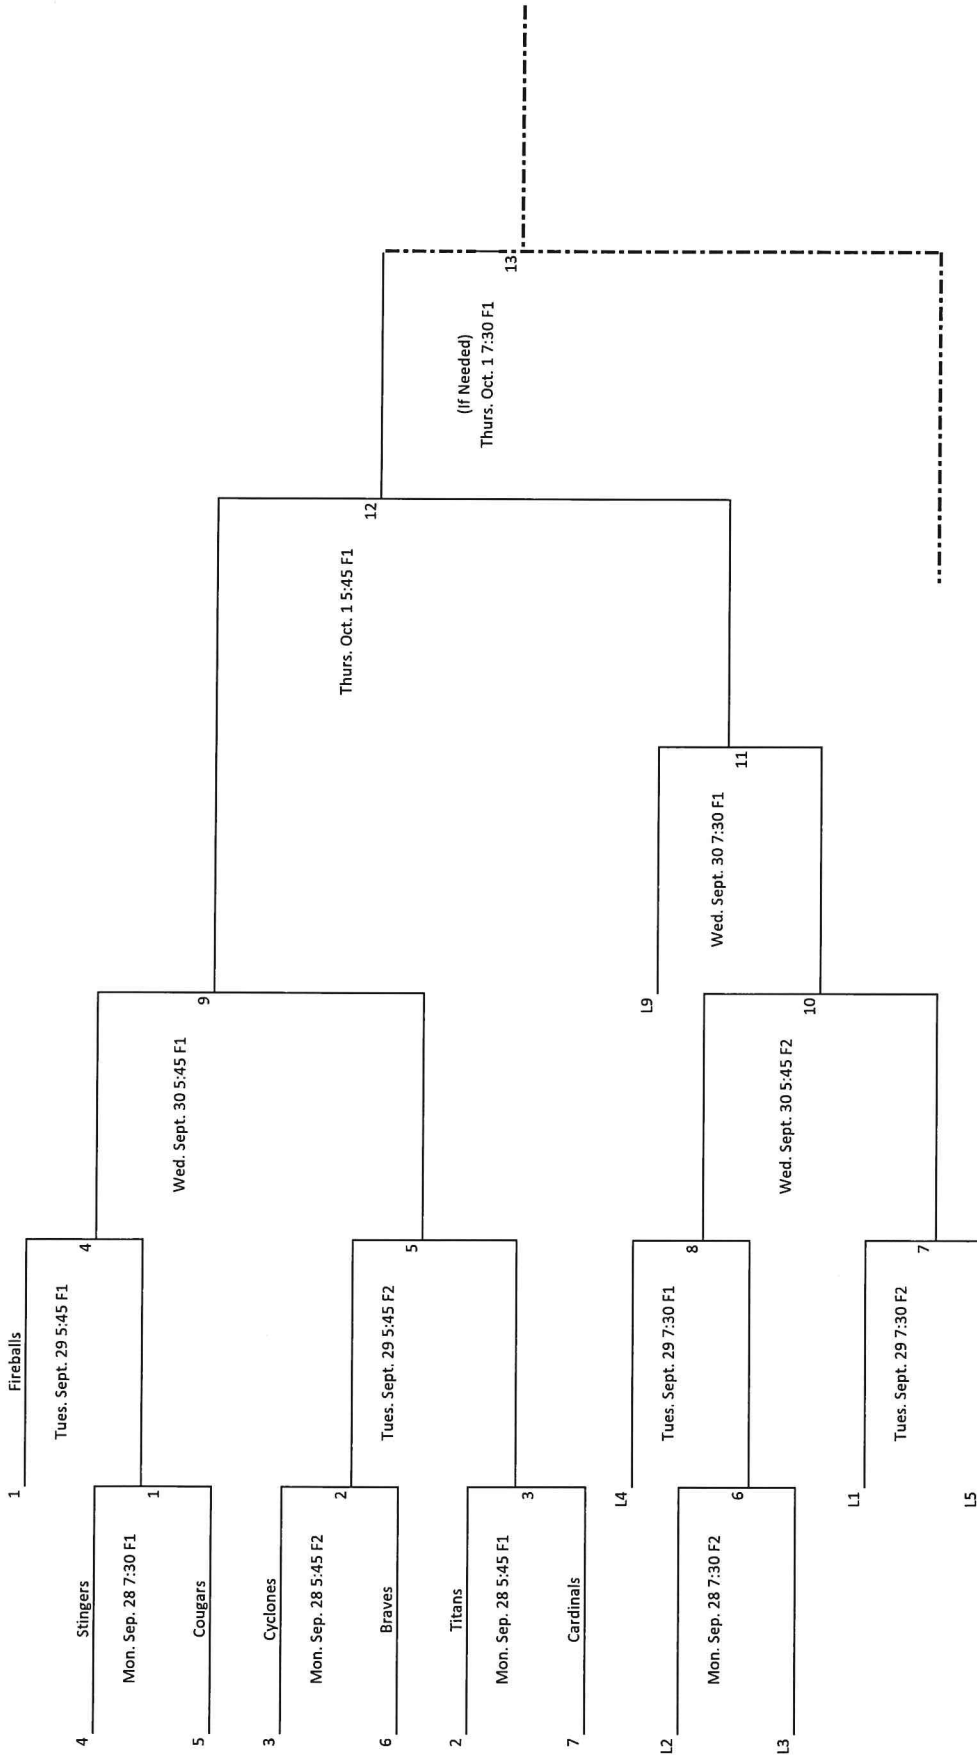 1
Fireballs
Tues. Sept. 29 5:45 F1
4
4
Stingers
Mon. Sep. 28 7:30 F1
1
5
Cougars
Wed. Sept. 30 5:45 F1
9
3
Cyclones
Mon. Sep. 28 5:45 F2
2
6
Braves
Tues. Sept. 29 5:45 F2
5
2
Titans
Mon. Sep. 28 5:45 F1
3
7
Cardinals
Thurs. Oct. 1 5:45 F1
12
(If Needed)
Thurs. Oct. 1 7:30 F1
13
L4
Tues. Sept. 29 7:30 F1
8
L2
Mon. Sep. 28 7:30 F2
6
L3
Wed. Sept. 30 5:45 F2
10
L9
Wed. Sept. 30 7:30 F1
11
L1
Tues. Sept. 29 7:30 F2
7
L5